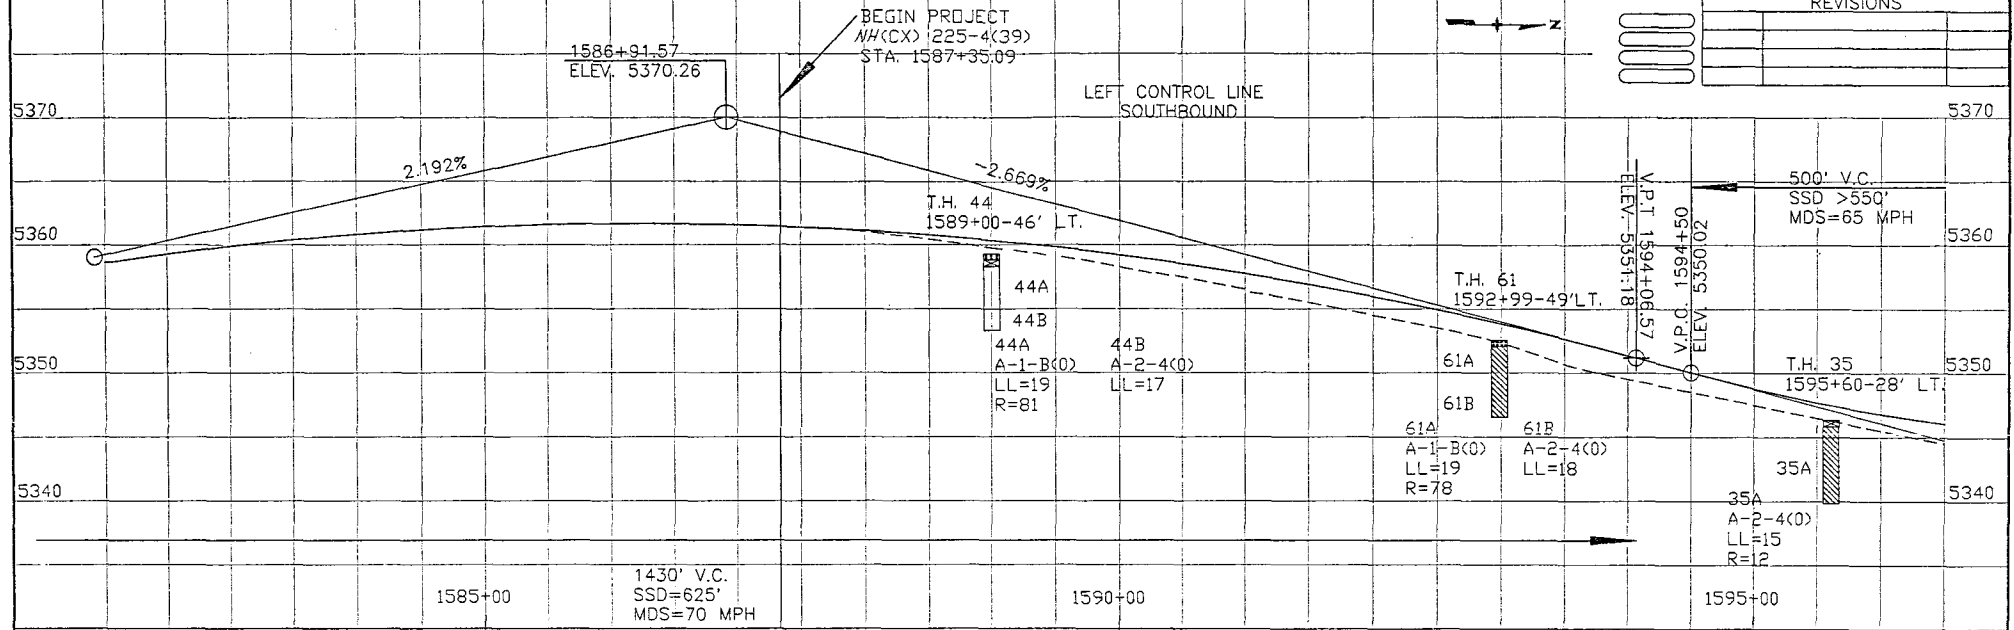 REVISIONS
BEGIN PROJECT
NH(CX) 225-4(39)
STA. 1587+35.09
Z
1586+91.57
ELEV. 5370.26
LEFT CONTROL LINE
SOUTHBOUND
5370
5370
2.192%
-2.669%
T.H. 44
1589+00-46' LT.
V.P.T. 1594+06.57
ELEV. 5351.18
V.P.O. 1594+50
ELEV. 5350.02
500' V.C.
SSD >550'
MDS=65 MPH
5360
5360
44A
44B
T.H. 61
1592+99-49'LT.
44A
A-1-B(0)
LL=19
R=81
44B
A-2-4(0)
LL=17
5350
5350
61A
61B
T.H. 35
1595+60-28' LT.
61A
A-1-B(0)
LL=19
R=78
61B
A-2-4(0)
LL=18
35A
5340
5340
35A
A-2-4(0)
LL=15
R=12
1430' V.C.
SSD=625'
MDS=70 MPH
1585+00
1590+00
1595+00